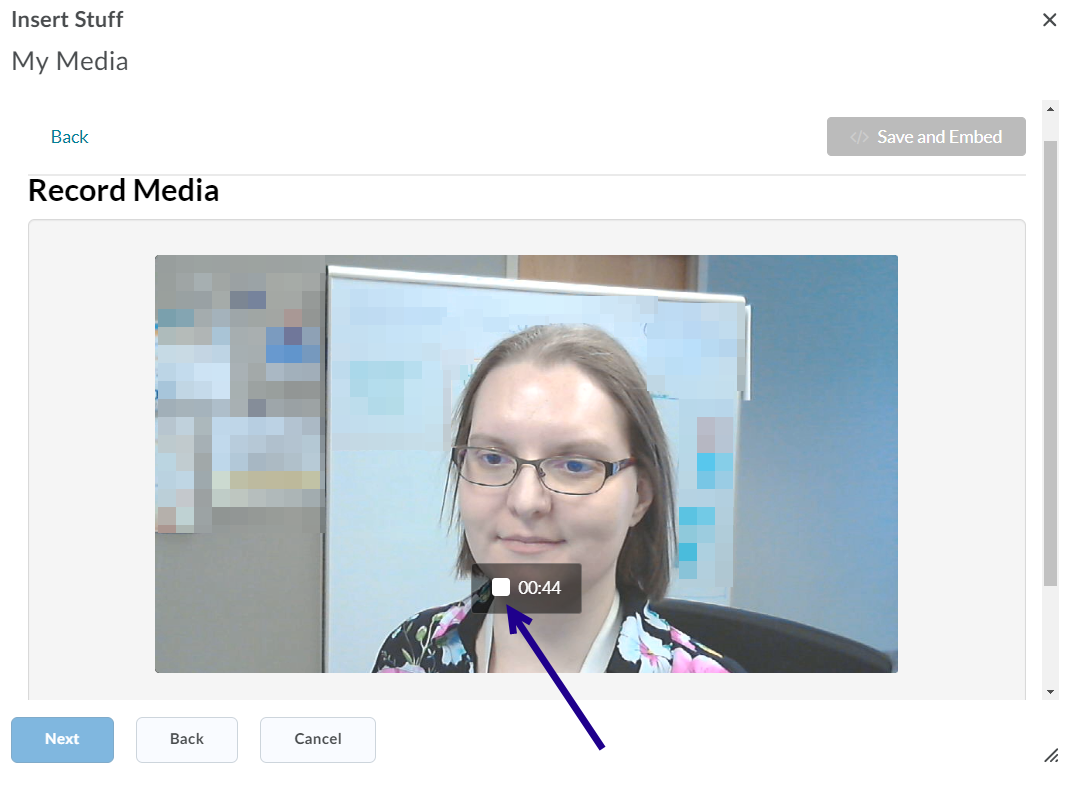 Insert Stuff
My Media
Back
</> Save and Embed
Record Media
00:44
Next
Back
Cancel